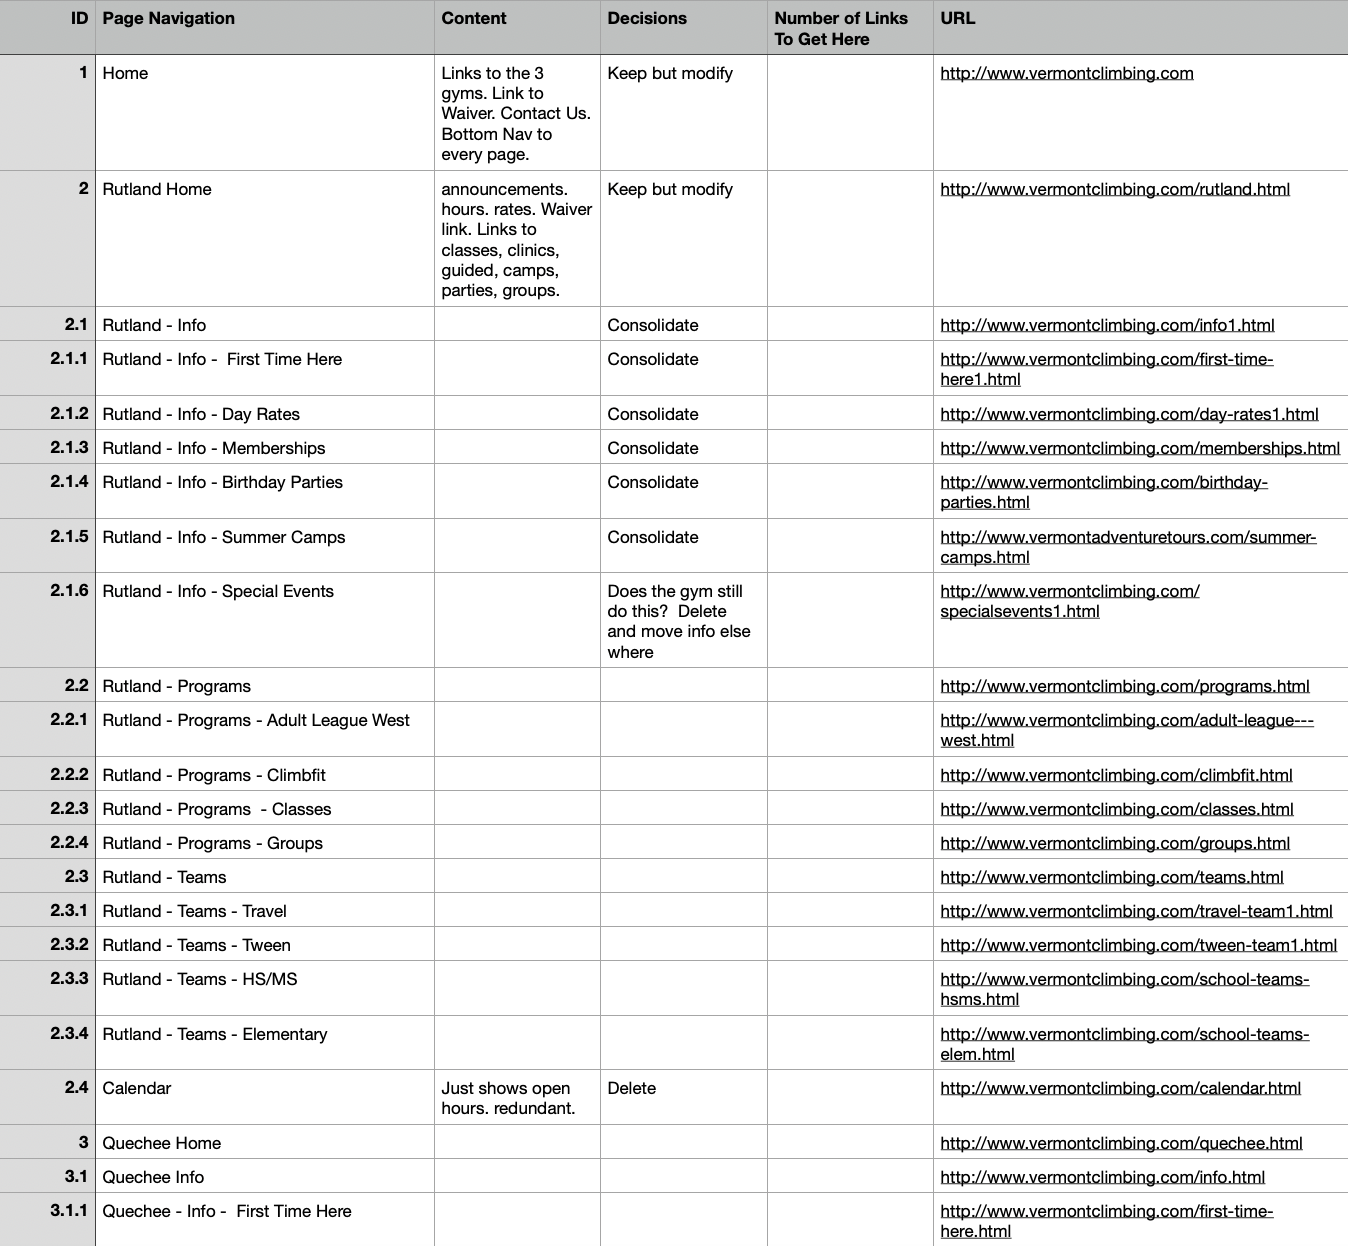 ID Page Navigation Content Decisions Number of Links URL
To Get Here
1 Home Links to the 3 Keep but modify http://www.vermontclimbing.com
gyms. Link to
Waiver. Contact Us.
Bottom Nav to
every page.
2 Rutland Home announcements. Keep but modify http://www.vermontclimbing.com/rutland.html
hours. rates. Waiver
link. Links to
classes, clinics,
guided, camps,
parties, groups.
2.1 Rutland - Info Consolidate http://www.vermontclimbing.com/info1.html
2.1.1 Rutland - Info -  First Time Here Consolidate http://www.vermontclimbing.com/first-time-
here1.html
2.1.2 Rutland - Info - Day Rates Consolidate http://www.vermontclimbing.com/day-rates1.html
2.1.3 Rutland - Info - Memberships Consolidate http://www.vermontclimbing.com/memberships.html
2.1.4 Rutland - Info - Birthday Parties Consolidate http://www.vermontclimbing.com/birthday-
parties.html
2.1.5 Rutland - Info - Summer Camps Consolidate http://www.vermontadventuretours.com/summer-
camps.html
2.1.6 Rutland - Info - Special Events Does the gym still http://www.vermontclimbing.com/
do this?  Delete specialsevents1.html
and move info else
where
2.2 Rutland - Programs http://www.vermontclimbing.com/programs.html
2.2.1 Rutland - Programs - Adult League West http://www.vermontclimbing.com/adult-league---
west.html
2.2.2 Rutland - Programs - Climbfit http://www.vermontclimbing.com/climbfit.html
2.2.3 Rutland - Programs  - Classes http://www.vermontclimbing.com/classes.html
2.2.4 Rutland - Programs - Groups http://www.vermontclimbing.com/groups.html
2.3 Rutland - Teams http://www.vermontclimbing.com/teams.html
2.3.1 Rutland - Teams - Travel http://www.vermontclimbing.com/travel-team1.html
2.3.2 Rutland - Teams - Tween http://www.vermontclimbing.com/tween-team1.html
2.3.3 Rutland - Teams - HS/MS http://www.vermontclimbing.com/school-teams-
hsms.html
2.3.4 Rutland - Teams - Elementary http://www.vermontclimbing.com/school-teams-
elem.html
2.4 Calendar Just shows open Delete http://www.vermontclimbing.com/calendar.html
hours. redundant.
3 Quechee Home http://www.vermontclimbing.com/quechee.html
3.1 Quechee Info http://www.vermontclimbing.com/info.html
3.1.1 Quechee - Info -  First Time Here http://www.vermontclimbing.com/first-time-
here.html